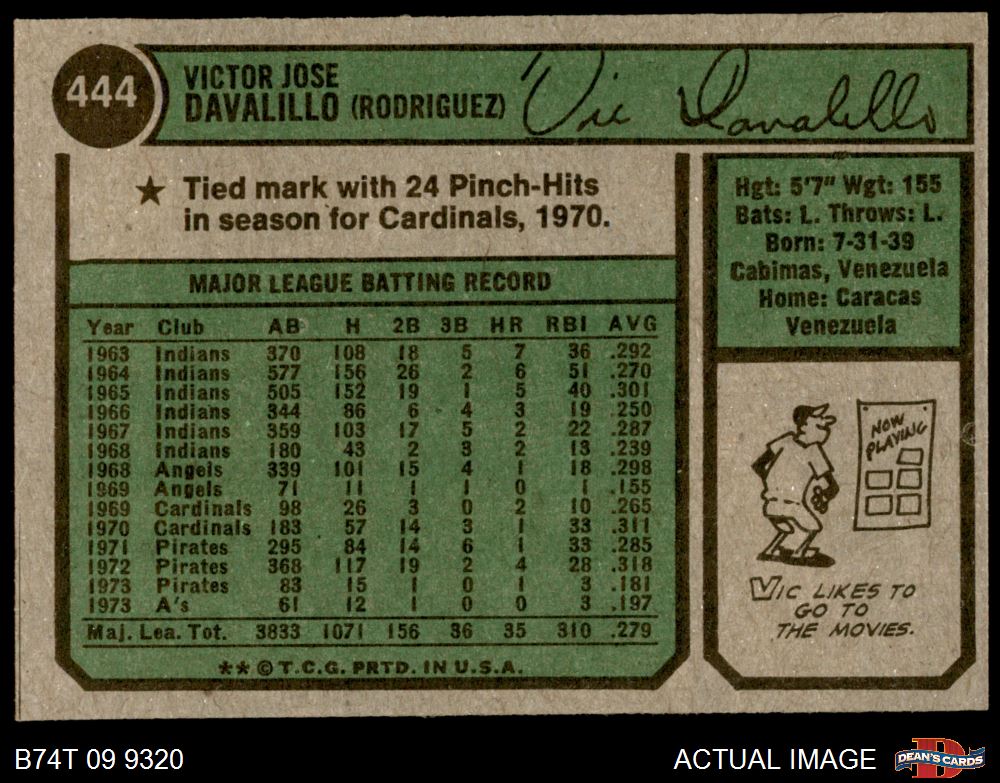 444
VICTOR JOSE
DAVALILLO (RODRIGUEZ)
Vic Davalillo
★ Tied mark with 24 Pinch-Hits
in season for Cardinals, 1970.
MAJOR LEAGUE BATTING RECORD
Year Club AB H 2B 3B HR RBI AVG
1963 Indians 370 108 18 5 7 36 .292
1964 Indians 577 156 26 2 6 51 .270
1965 Indians 505 152 19 1 5 40 .301
1966 Indians 344 86 6 4 3 19 .250
1967 Indians 359 103 17 5 2 22 .287
1968 Indians 180 43 2 3 2 13 .239
1968 Angels 339 101 15 4 1 18 .298
1969 Angels 71 11 1 1 0 1 .155
1969 Cardinals 98 26 3 0 2 10 .265
1970 Cardinals 183 57 14 3 1 33 .311
1971 Pirates 295 84 14 6 1 33 .285
1972 Pirates 368 117 19 2 4 28 .318
1973 Pirates 83 15 1 0 1 3 .181
1973 A's 61 12 1 0 0 3 .197
Maj. Lea. Tot. 3833 1071 156 36 35 310 .279
** © T.C.G. PRTD. IN U.S.A.
Hgt: 5'7" Wgt: 155
Bats: L. Throws: L.
Born: 7-31-39
Cabimas, Venezuela
Home: Caracas
Venezuela
NOW
PLAYING
VIC LIKES TO
GO TO
THE MOVIES.
B74T 09 9320
ACTUAL IMAGE
D
DEAN'S CARDS